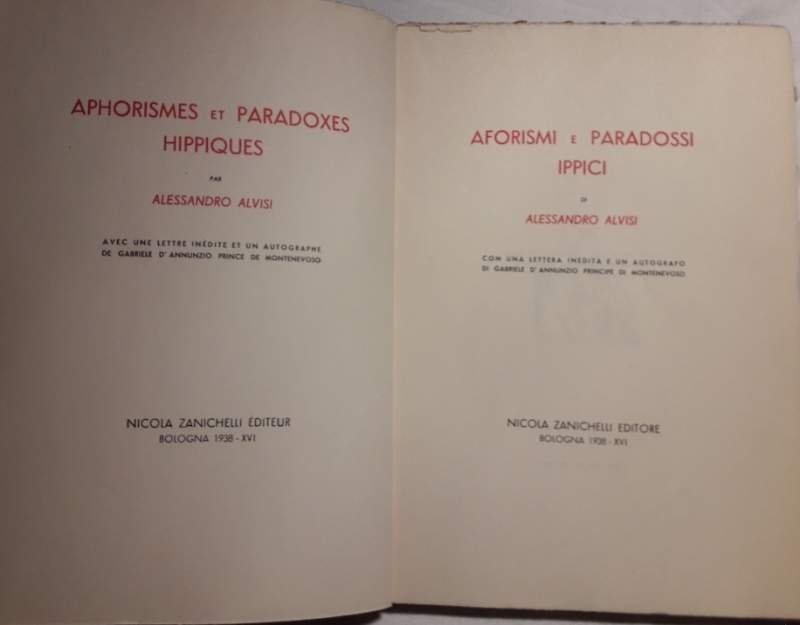 APHORISMES ET PARADOXES
HIPPIQUES
PAR
ALESSANDRO ALVISI
AVEC UNE LETTRE INÉDITE ET UN AUTOGRAPHE
DE GABRIELE D'ANNUNZIO PRINCE DE MONTENEVOSO
NICOLA ZANICHELLI ÉDITEUR
BOLOGNA 1938 - XVI
AFORISMI E PARADOSSI
IPPICI
DI
ALESSANDRO ALVISI
CON UNA LETTERA INEDITA E UN AUTOGRAFO
DI GABRIELE D'ANNUNZIO PRINCIPE DI MONTENEVOSO
NICOLA ZANICHELLI EDITORE
BOLOGNA 1938 - XVI